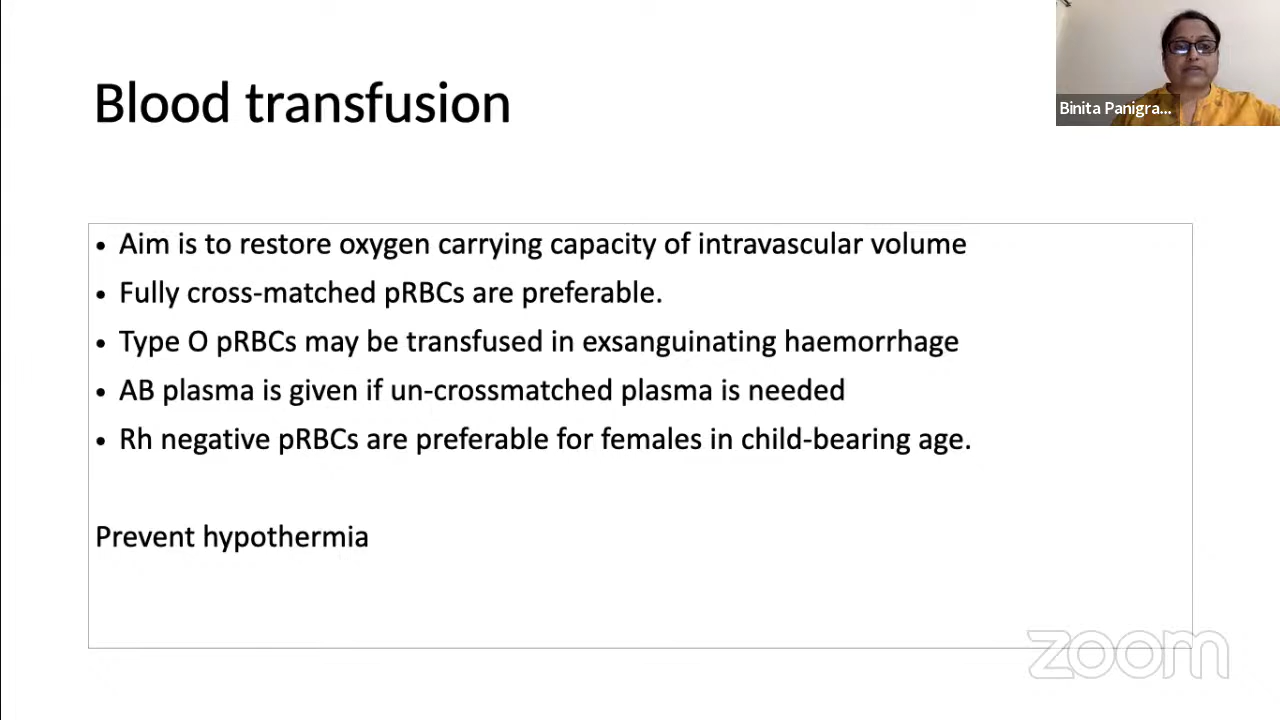 Blood transfusion
Binita Panigra...
• Aim is to restore oxygen carrying capacity of intravascular volume
• Fully cross-matched pRBCs are preferable.
• Type O pRBCs may be transfused in exsanguinating haemorrhage
• AB plasma is given if un-crossmatched plasma is needed
• Rh negative pRBCs are preferable for females in child-bearing age.
Prevent hypothermia
zoom